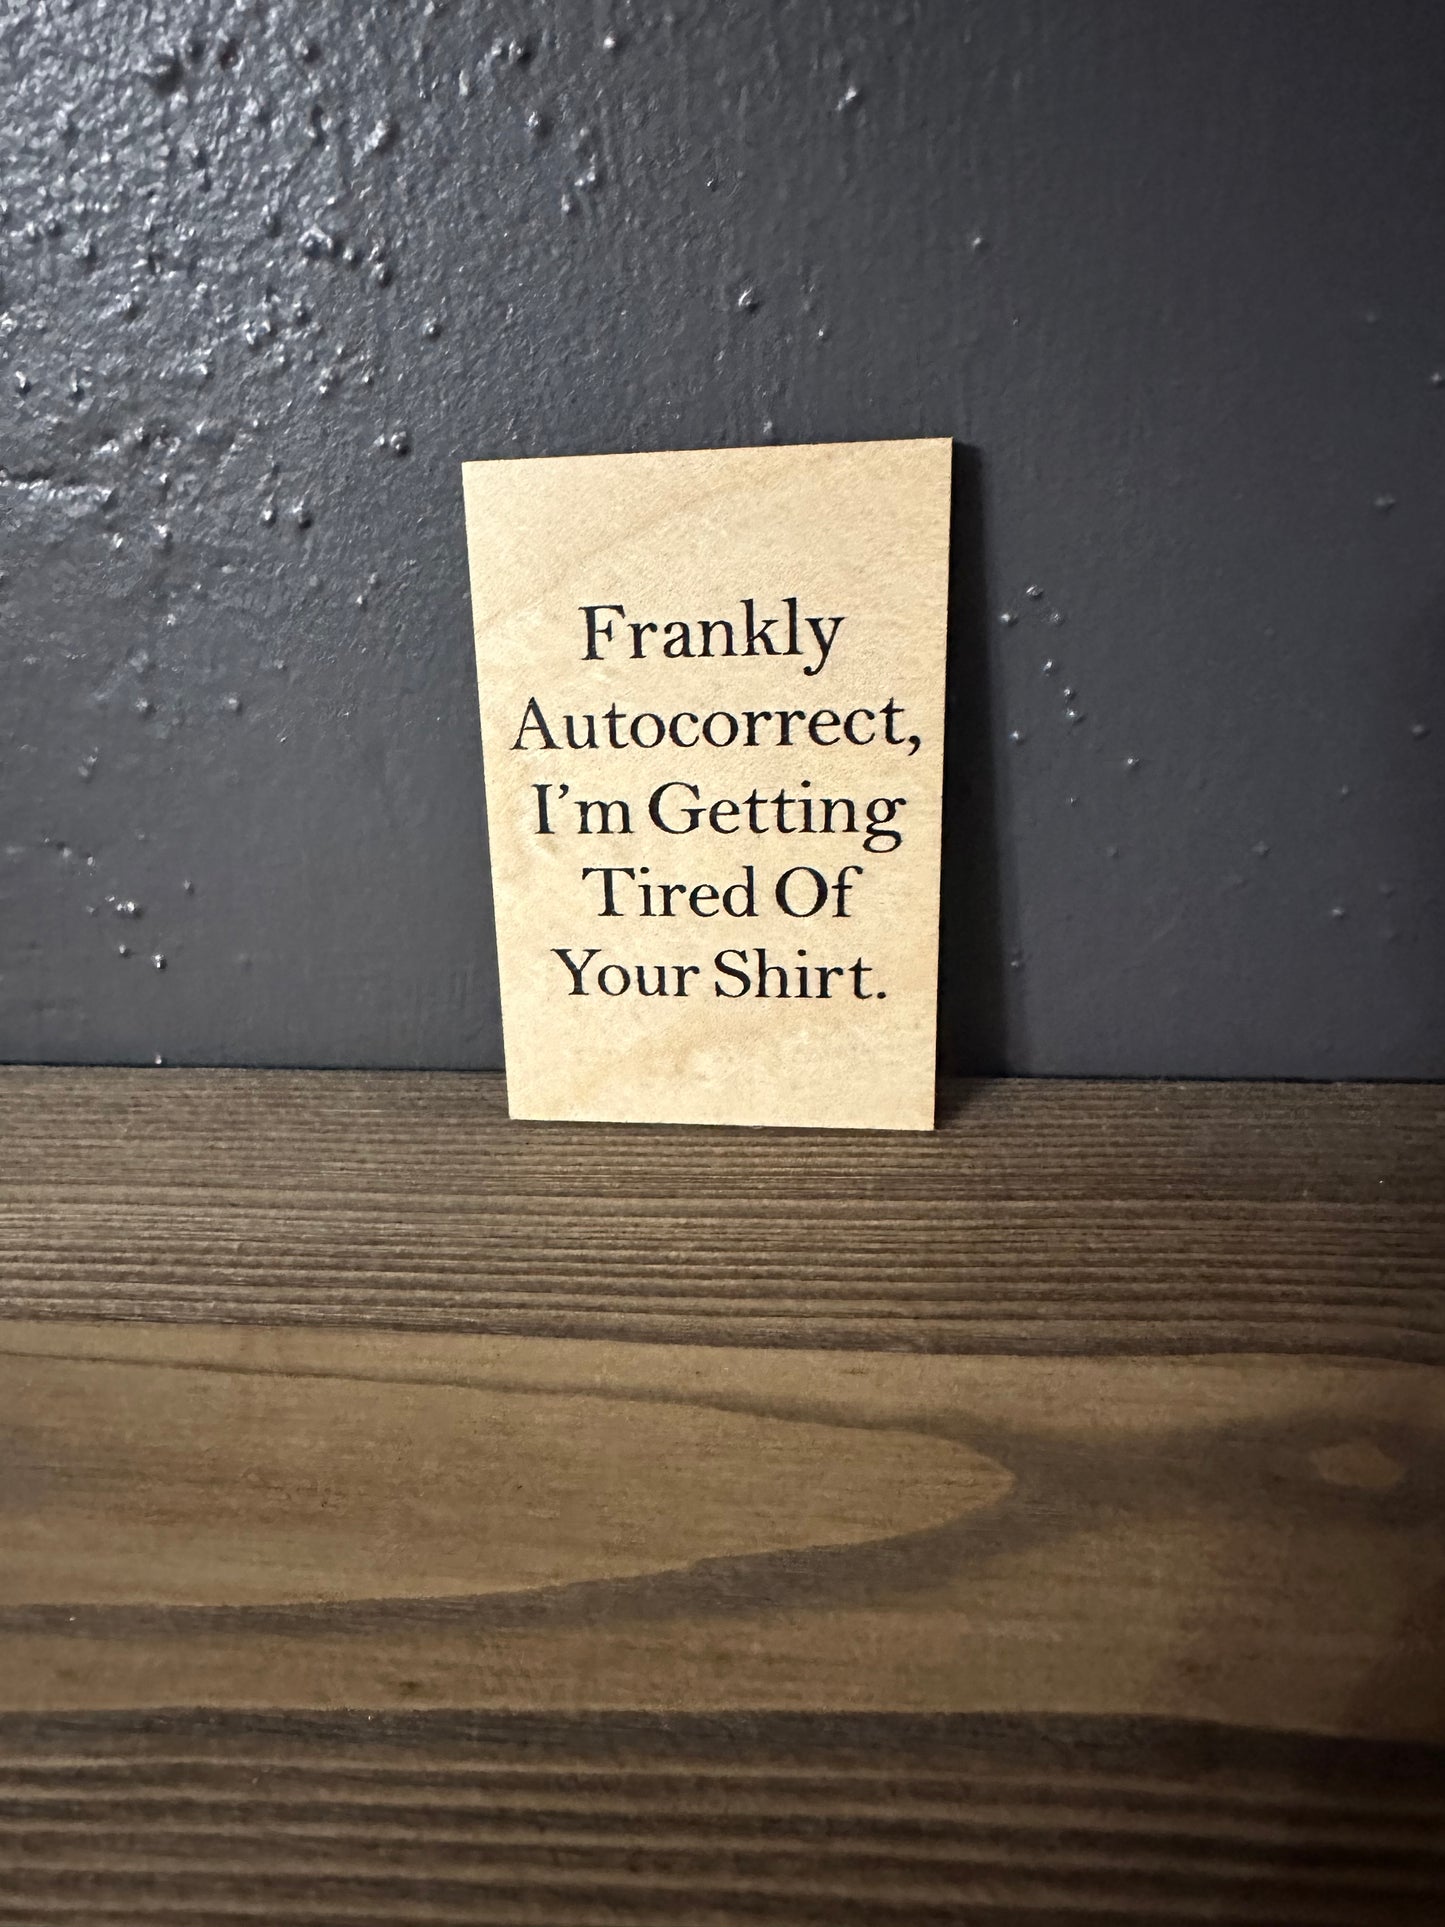 Frankly
Autocorrect,
I’m Getting
Tired Of
Your Shirt.